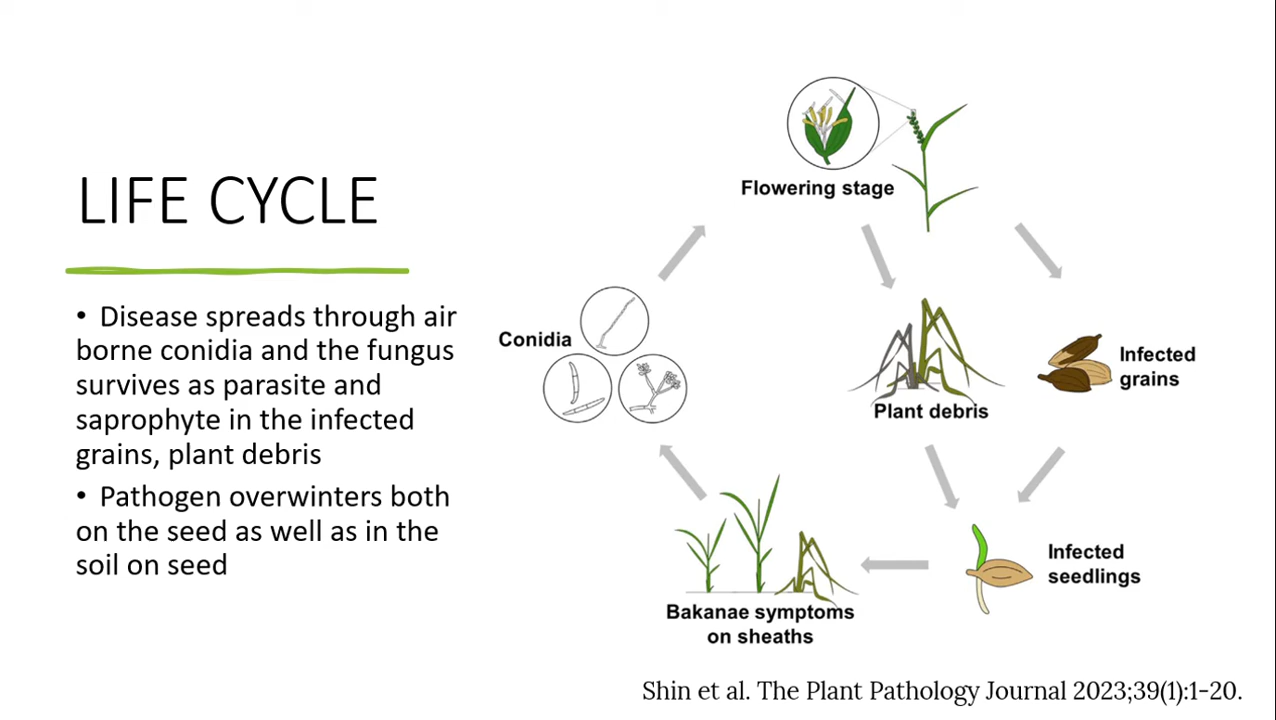 LIFE CYCLE
• Disease spreads through air
borne conidia and the fungus
survives as parasite and
saprophyte in the infected
grains, plant debris
• Pathogen overwinters both
on the seed as well as in the
soil on seed
Flowering stage
Conidia
Plant debris
Infected
grains
Infected
seedlings
Bakanae symptoms
on sheaths
Shin et al. The Plant Pathology Journal 2023;39(1):1-20.